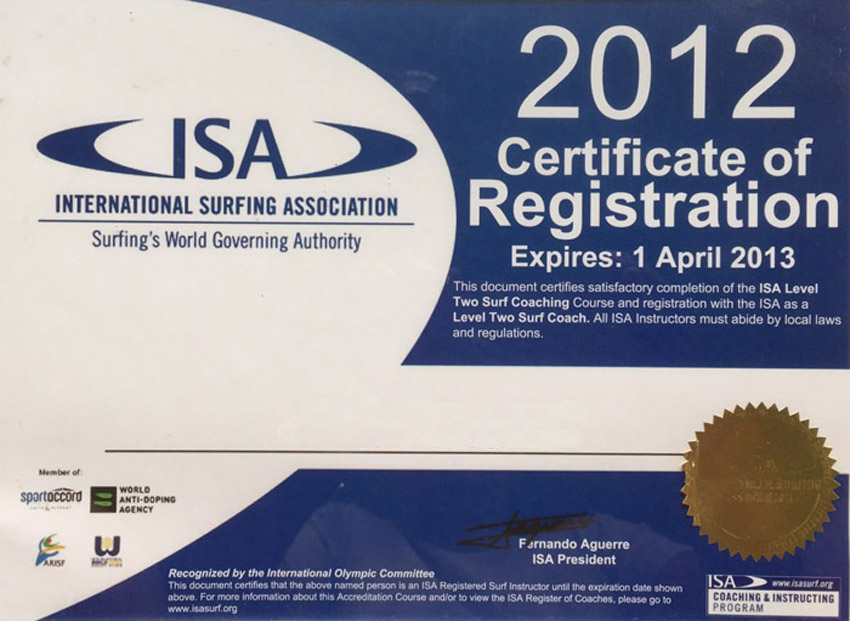 2012
Certificate of
Registration
Expires: 1 April 2013
This document certifies satisfactory completion of the ISA Level
Two Surf Coaching Course and registration with the ISA as a
Level Two Surf Coach. All ISA Instructors must abide by local laws
and regulations.
ISA
INTERNATIONAL SURFING ASSOCIATION
Surfing's World Governing Authority
Member of:
sportaccord
WORLD
ANTI-DOPING
AGENCY
ARISF
Fernando Aguerre
ISA President
Recognized by the International Olympic Committee
This document certifies that the above named person is an ISA Registered Surf Instructor until the expiration date shown
above. For more information about this Accreditation Course and/or to view the ISA Register of Coaches, please go to
www.isasurf.org
ISA www.isasurf.org
COACHING & INSTRUCTING
PROGRAM